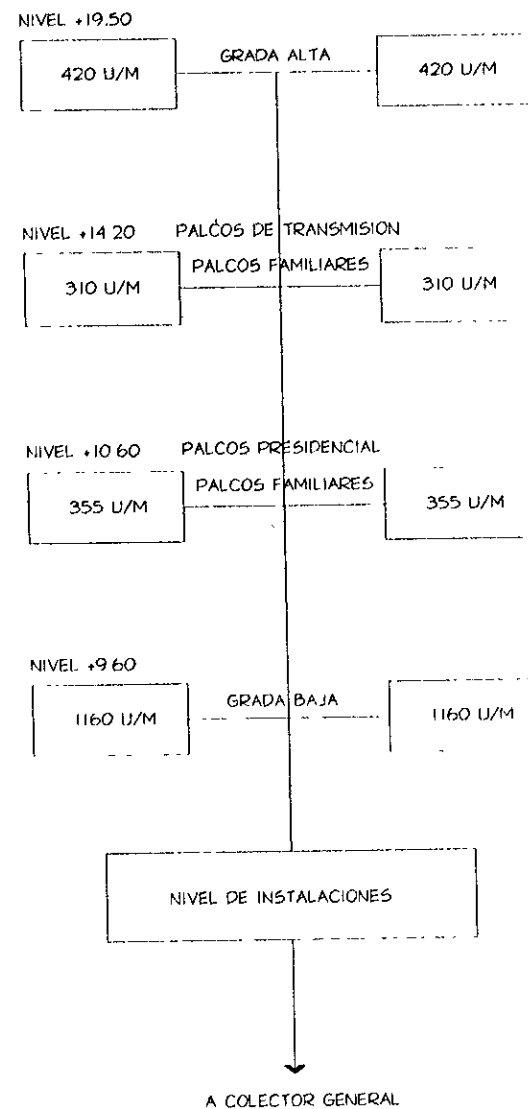 NIVEL +19.50
GRADA ALTA
420 U/M
420 U/M
NIVEL +14 20 PALCOS DE TRANSMISION
PALCOS FAMILIARES
310 U/M
310 U/M
NIVEL +10 60 PALCOS PRESIDENCIAL
PALCOS FAMILIARES
355 U/M
355 U/M
NIVEL +9 60
GRADA BAJA
1160 U/M
1160 U/M
NIVEL DE INSTALACIONES
A COLECTOR GENERAL